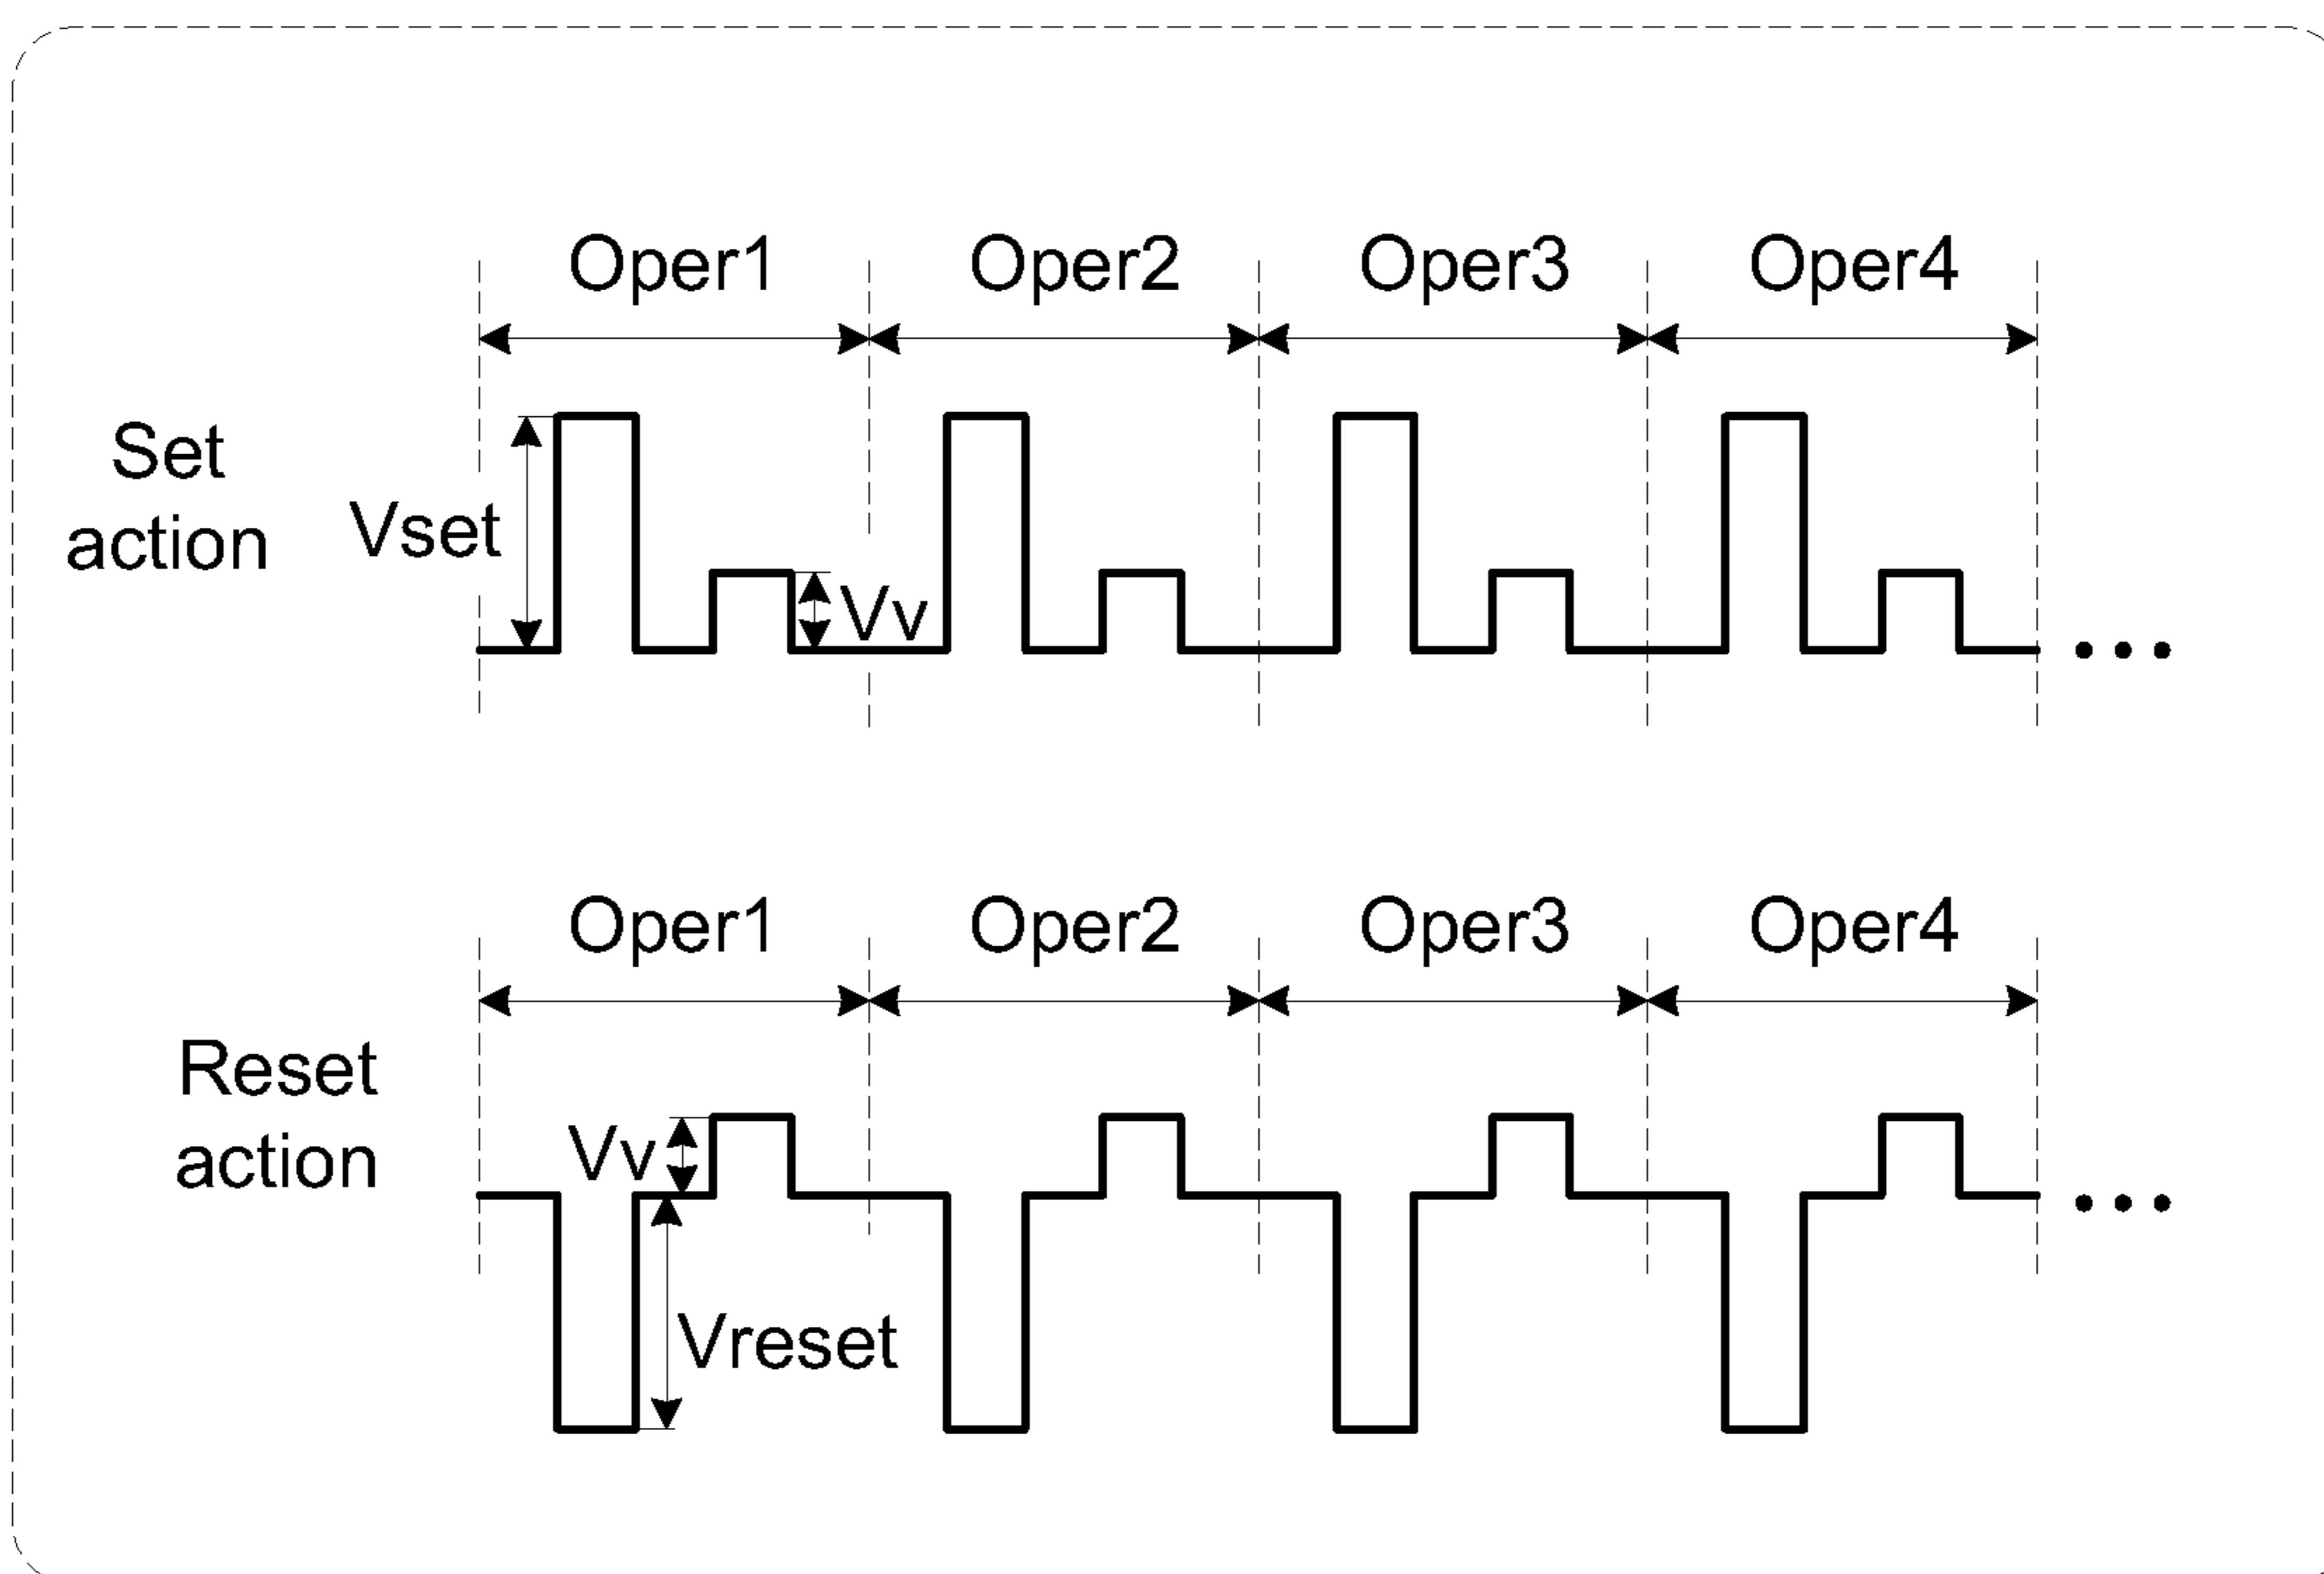 Oper1 Oper2 Oper3 Oper4
Set
action
Vset
Vv
Oper1 Oper2 Oper3 Oper4
Reset
action
Vv
Vreset